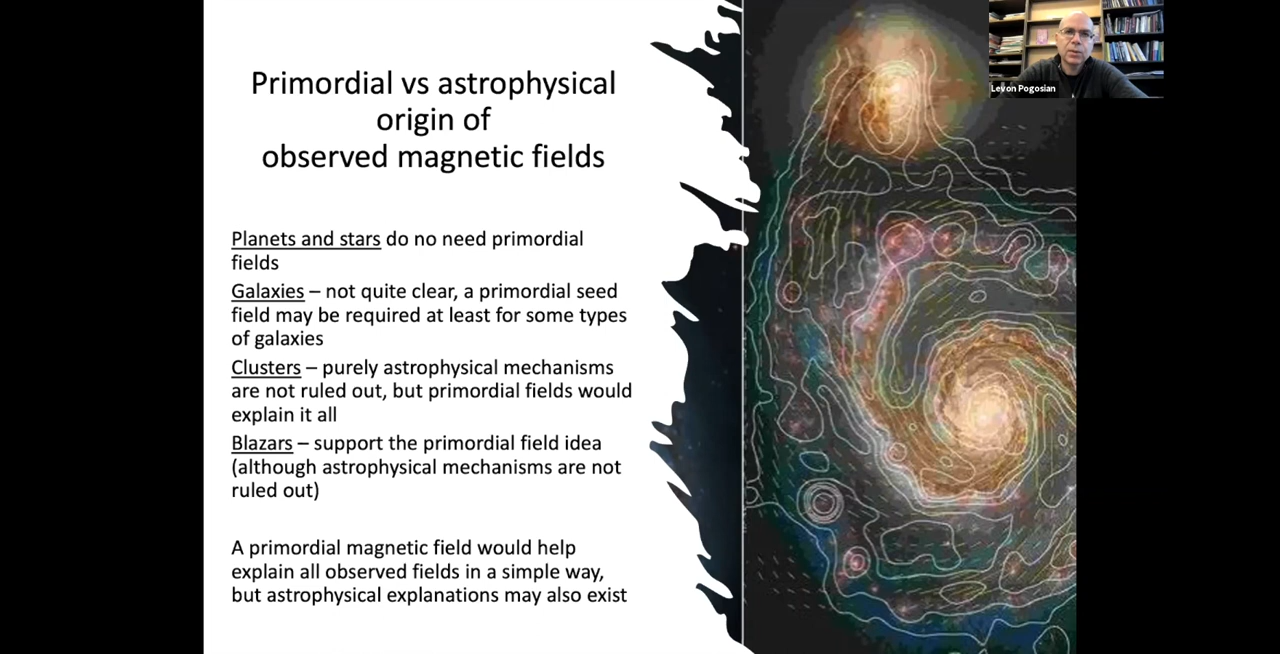 Primordial vs astrophysical
origin of
observed magnetic fields
Planets and stars do no need primordial
fields
Galaxies – not quite clear, a primordial seed
field may be required at least for some types
of galaxies
Clusters – purely astrophysical mechanisms
are not ruled out, but primordial fields would
explain it all
Blazars – support the primordial field idea
(although astrophysical mechanisms are not
ruled out)
A primordial magnetic field would help
explain all observed fields in a simple way,
but astrophysical explanations may also exist
Levon Pogosian